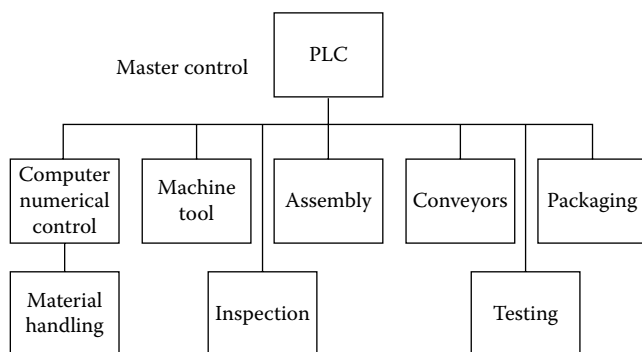 PLC
Master control
Computer
numerical
control
Machine
tool
Assembly
Conveyors
Packaging
Material
handling
Inspection
Testing